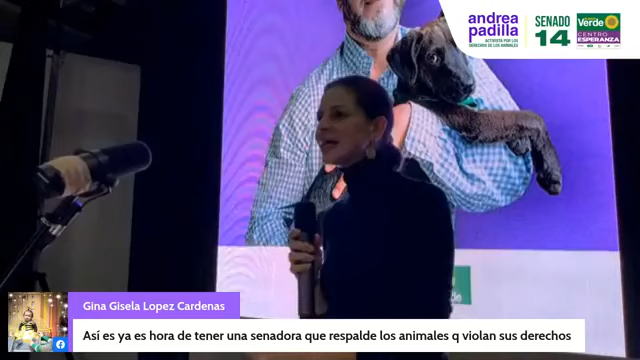 andrea
padilla
ACTIVISTA POR LOS
DERECHOS DE LOS ANIMALES
SENADO
14
Verde
CENTRO
ESPERANZA
Gina Gisela Lopez Cardenas
Así es ya es hora de tener una senadora que respalde los animales q violan sus derechos